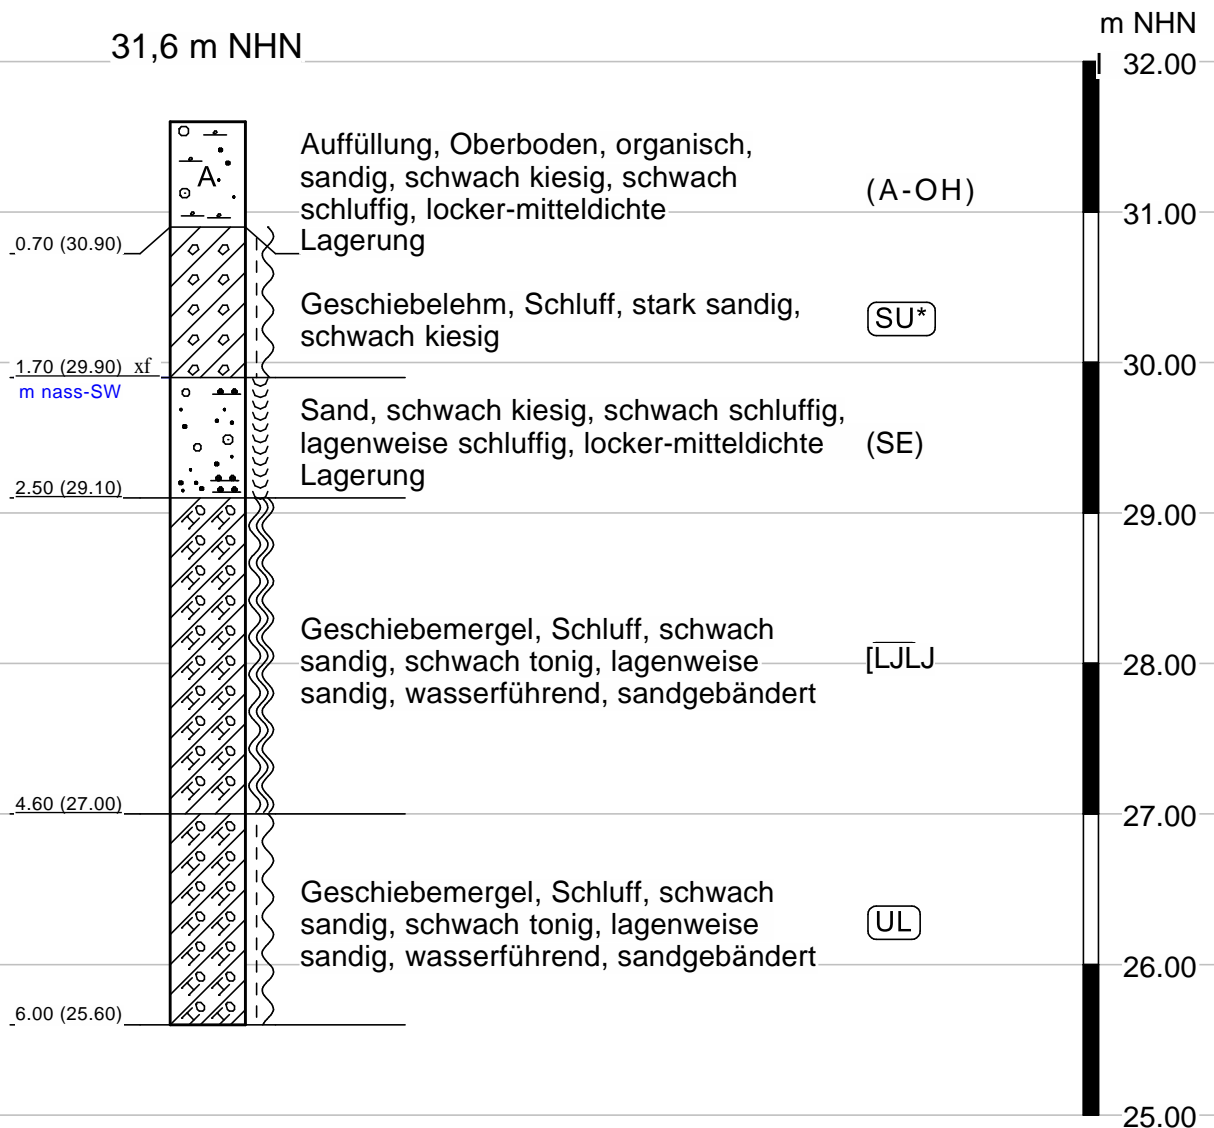 m NHN
31,6 m NHN
32.00
Auffüllung, Oberboden, organisch,
sandig, schwach kiesig, schwach
schluffig, locker-mitteldichte
Lagerung
(A-OH)
A
31.00
0.70 (30.90)
Geschiebelehm, Schluff, stark sandig,
schwach kiesig
SU*
30.00
1.70 (29.90) xf
m nass-SW
Sand, schwach kiesig, schwach schluffig,
lagenweise schluffig, locker-mitteldichte
Lagerung
(SE)
2.50 (29.10)
29.00
Geschiebemergel, Schluff, schwach
sandig, schwach tonig, lagenweise
sandig, wasserführend, sandgebändert
[LJLJ
28.00
4.60 (27.00)
27.00
Geschiebemergel, Schluff, schwach
sandig, schwach tonig, lagenweise
sandig, wasserführend, sandgebändert
UL
26.00
6.00 (25.60)
25.00